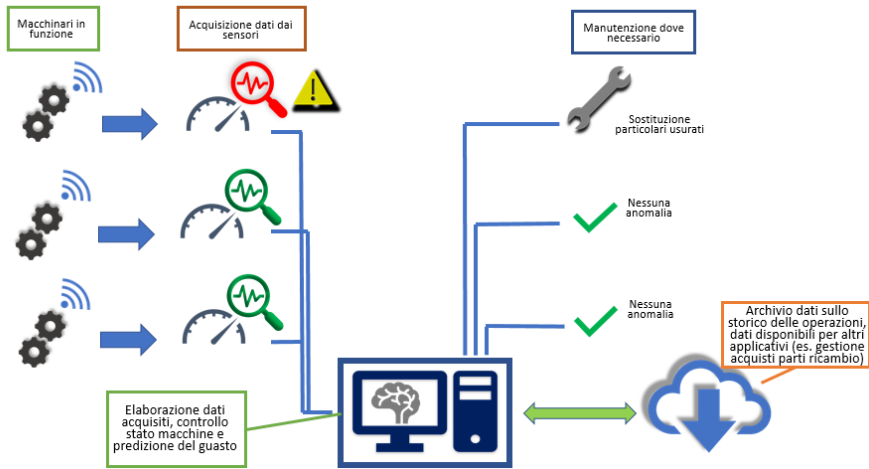 Macchinari in
funzione
Acquisizione dati dai
sensori
Manutenzione dove
necessario
Sostituzione
particolari usurati
Nessuna
anomalia
Nessuna
anomalia
Archivio dati sullo
storico delle operazioni,
dati disponibili per altri
applicativi (es. gestione
acquisti parti ricambio)
Elaborazione dati
acquisiti, controllo
stato macchine e
predizione del guasto